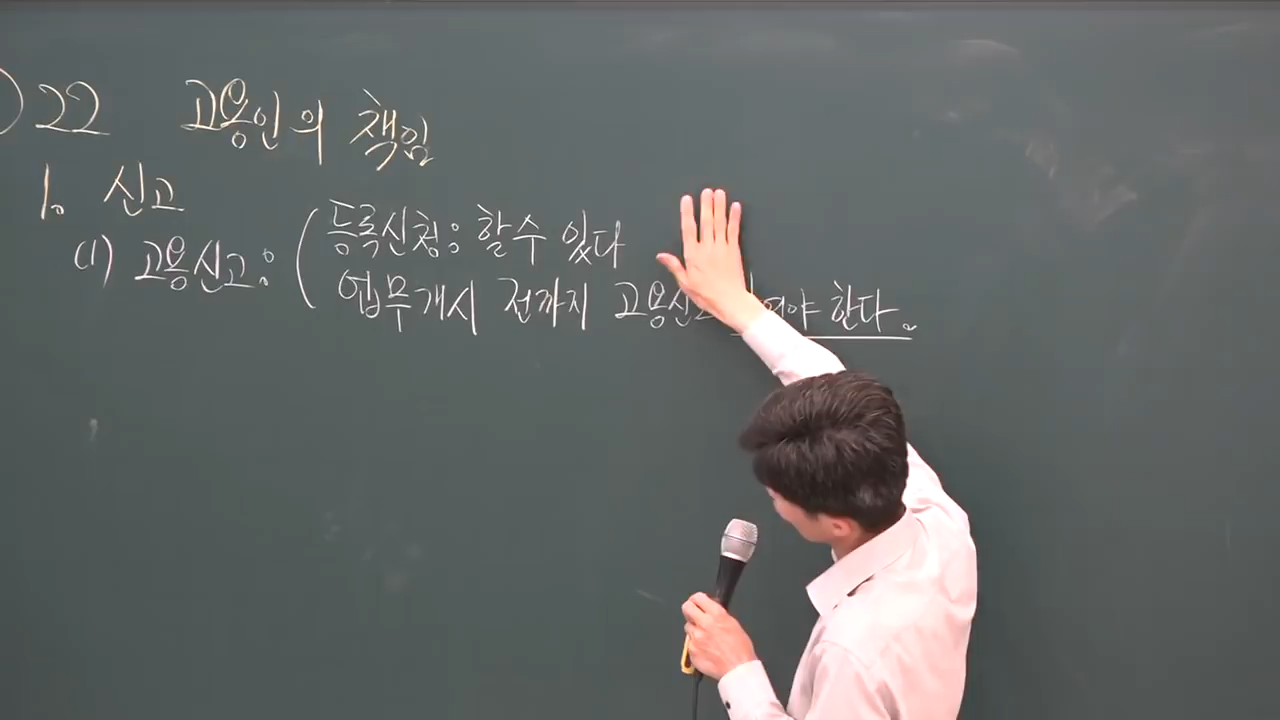 )22 고용인의 책임
1. 신고
(1) 고용신고: ( 등록신청: 할 수 있다
업무개시 전까지 고용신고 하여야 한다.